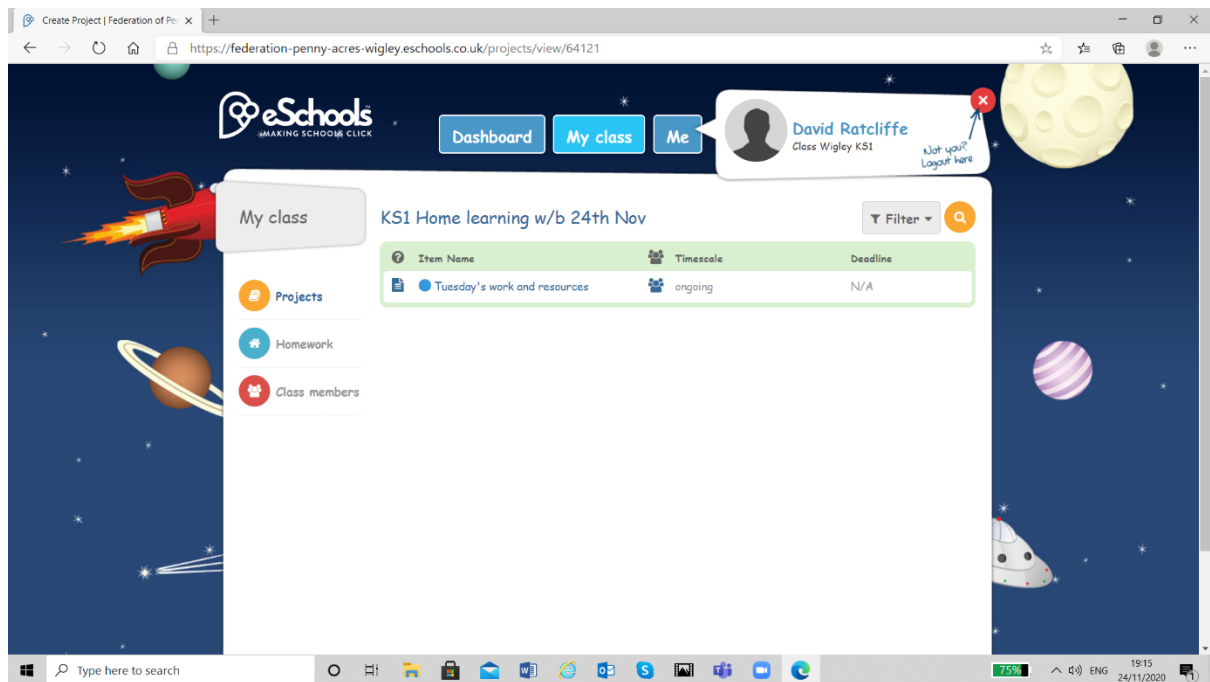 Create Project | Federation of Pe
https://federation-penny-acres-wigley.eschools.co.uk/projects/view/64121
eSchools
MAKING SCHOOLS CLICK
Dashboard
My class
Me
David Ratcliffe
Class Wigley KS1
Not you?
Logout here
My class
KS1 Home learning w/b 24th Nov
Filter
Item Name Timescale Deadline
Tuesday's work and resources ongoing N/A
Projects
Homework
Class members
Type here to search
75%
ENG
19:15
24/11/2020